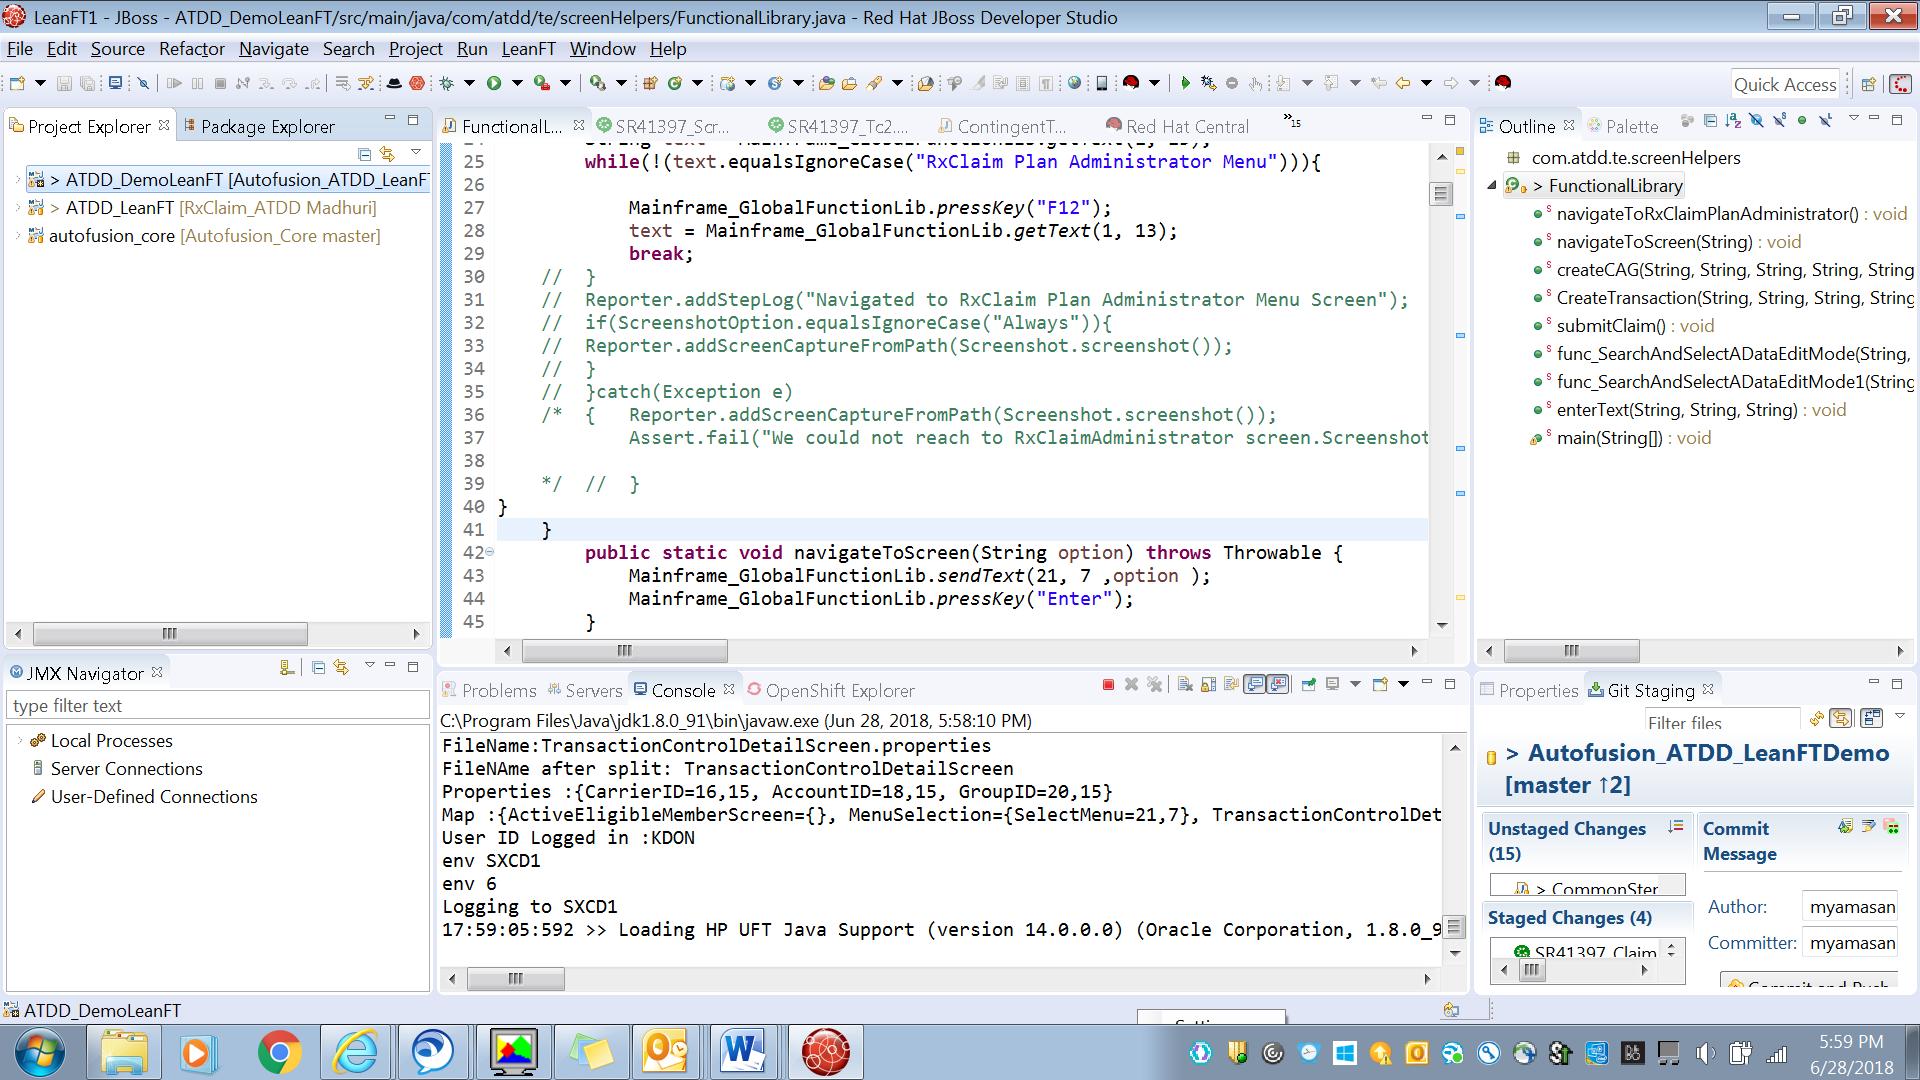 LeanFT1 - JBoss - ATDD_DemoLeanFT/src/main/java/com/atdd/te/screenHelpers/FunctionalLibrary.java - Red Hat JBoss Developer Studio
File Edit Source Refactor Navigate Search Project Run LeanFT Window Help
Quick Access
Project Explorer
Package Explorer
> ATDD_DemoLeanFT [Autofusion_ATDD_LeanF
> ATDD_LeanFT [RxClaim_ATDD Madhuri]
autofusion_core [Autofusion_Core master]
FunctionalL...
SR41397_Scr...
SR41397_Tc2...
ContingentT...
Red Hat Central
»15
25 while(!(text.equalsIgnoreCase("RxClaim Plan Administrator Menu"))){
26
27 Mainframe_GlobalFunctionLib.pressKey("F12");
28 text = Mainframe_GlobalFunctionLib.getText(1, 13);
29 break;
30 // }
31 // Reporter.addStepLog("Navigated to RxClaim Plan Administrator Menu Screen");
32 // if(ScreenshotOption.equalsIgnoreCase("Always")){
33 // Reporter.addScreenCaptureFromPath(Screenshot.screenshot());
34 // }
35 // }catch(Exception e)
36 /* { Reporter.addScreenCaptureFromPath(Screenshot.screenshot());
37 Assert.fail("We could not reach to RxClaimAdministrator screen.Screenshot
38
39 */ // }
40 }
41 }
42 public static void navigateToScreen(String option) throws Throwable {
43 Mainframe_GlobalFunctionLib.sendText(21, 7 ,option );
44 Mainframe_GlobalFunctionLib.pressKey("Enter");
45 }
Outline
Palette
com.atdd.te.screenHelpers
> FunctionalLibrary
navigateToRxClaimPlanAdministrator() : void
navigateToScreen(String) : void
createCAG(String, String, String, String, String
CreateTransaction(String, String, String, String
submitClaim() : void
func_SearchAndSelectADataEditMode(String,
func_SearchAndSelectADataEditMode1(String
enterText(String, String, String) : void
main(String[]) : void
JMX Navigator
type filter text
Local Processes
Server Connections
User-Defined Connections
Problems
Servers
Console
OpenShift Explorer
C:\Program Files\Java\jdk1.8.0_91\bin\javaw.exe (Jun 28, 2018, 5:58:10 PM)
FileName:TransactionControlDetailScreen.properties
FileNAme after split: TransactionControlDetailScreen
Properties :{CarrierID=16,15, AccountID=18,15, GroupID=20,15}
Map :{ActiveEligibleMemberScreen={}, MenuSelection={SelectMenu=21,7}, TransactionControlDet
User ID Logged in :KDON
env SXCD1
env 6
Logging to SXCD1
17:59:05:592 >> Loading HP UFT Java Support (version 14.0.0.0) (Oracle Corporation, 1.8.0_9
Properties
Git Staging
Filter files
> Autofusion_ATDD_LeanFTDemo
[master ↑2]
Unstaged Changes
(15)
> CommonSter
Staged Changes (4)
SR41397_Claim
Commit
Message
Author: myamasan
Committer: myamasan
Commit and Push
ATDD_DemoLeanFT
5:59 PM
6/28/2018